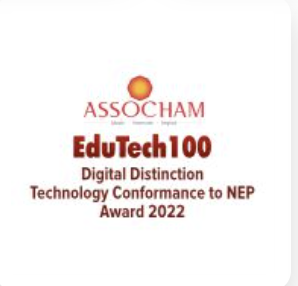 ASSOCHAM
EduTech100
Digital Distinction
Technology Conformance to NEP
Award 2022